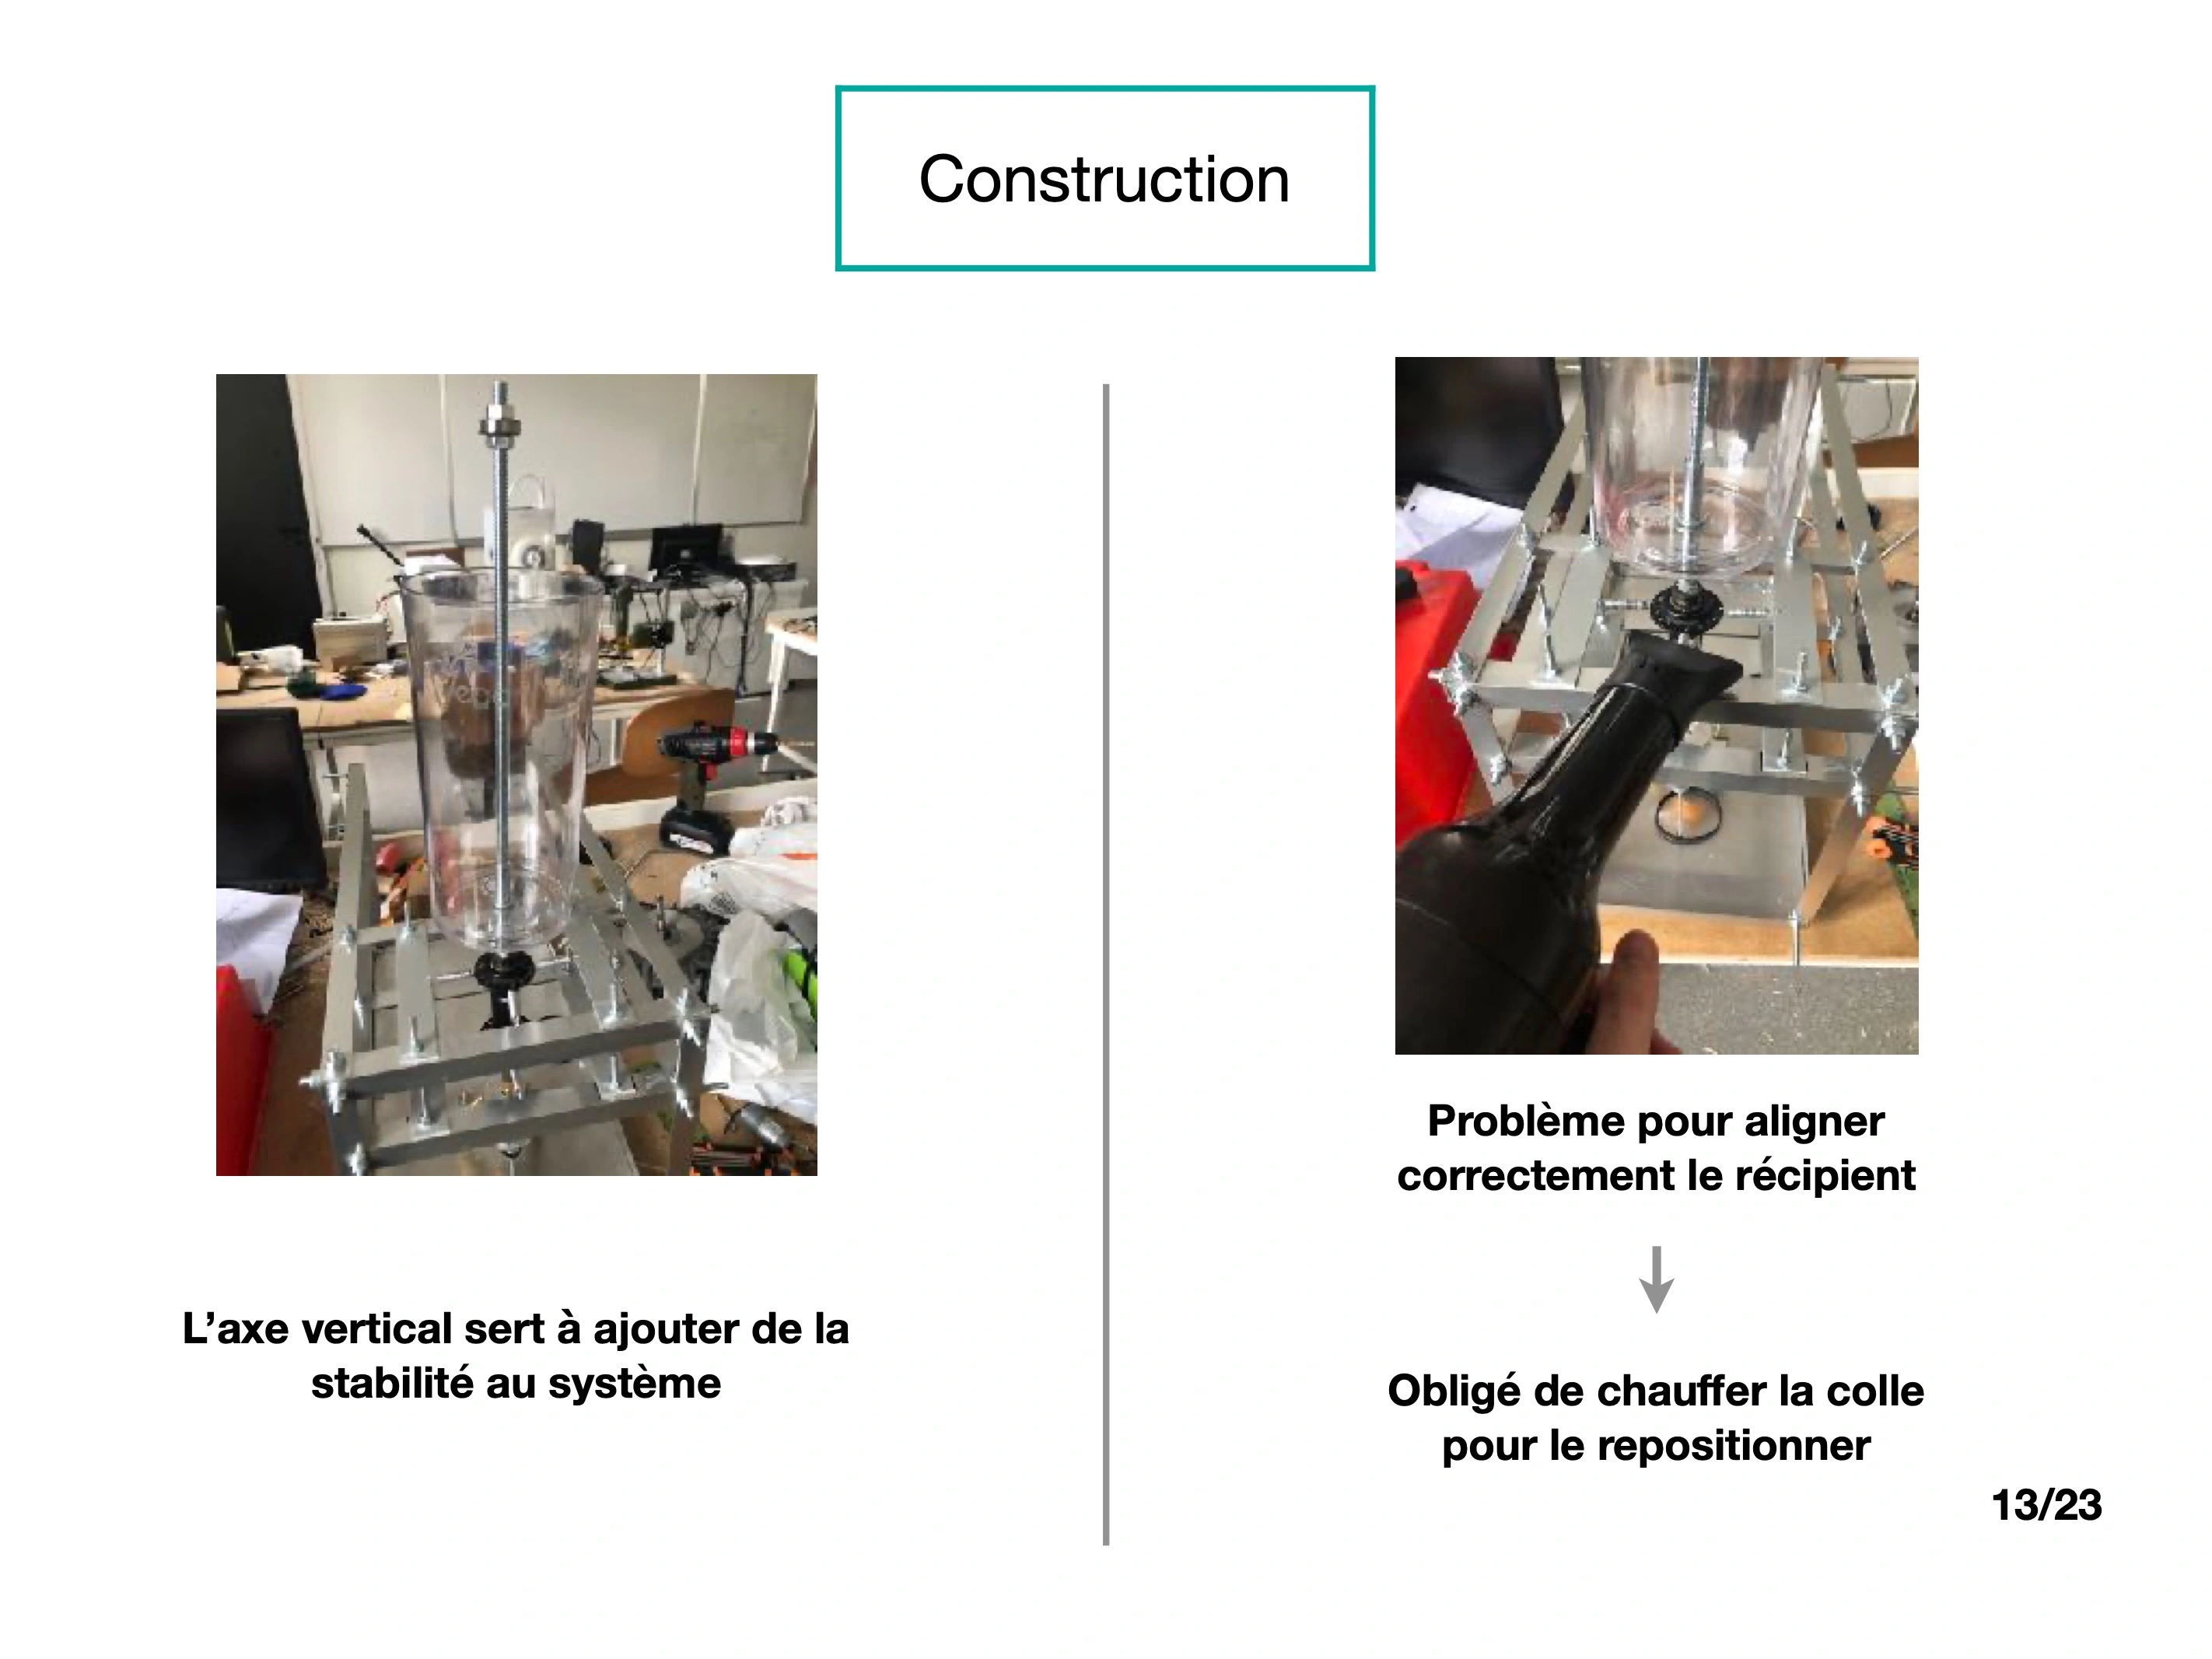 Construction
L’axe vertical sert à ajouter de la
stabilité au système
Problème pour aligner
correctement le récipient
Obligé de chauffer la colle
pour le repositionner
13/23